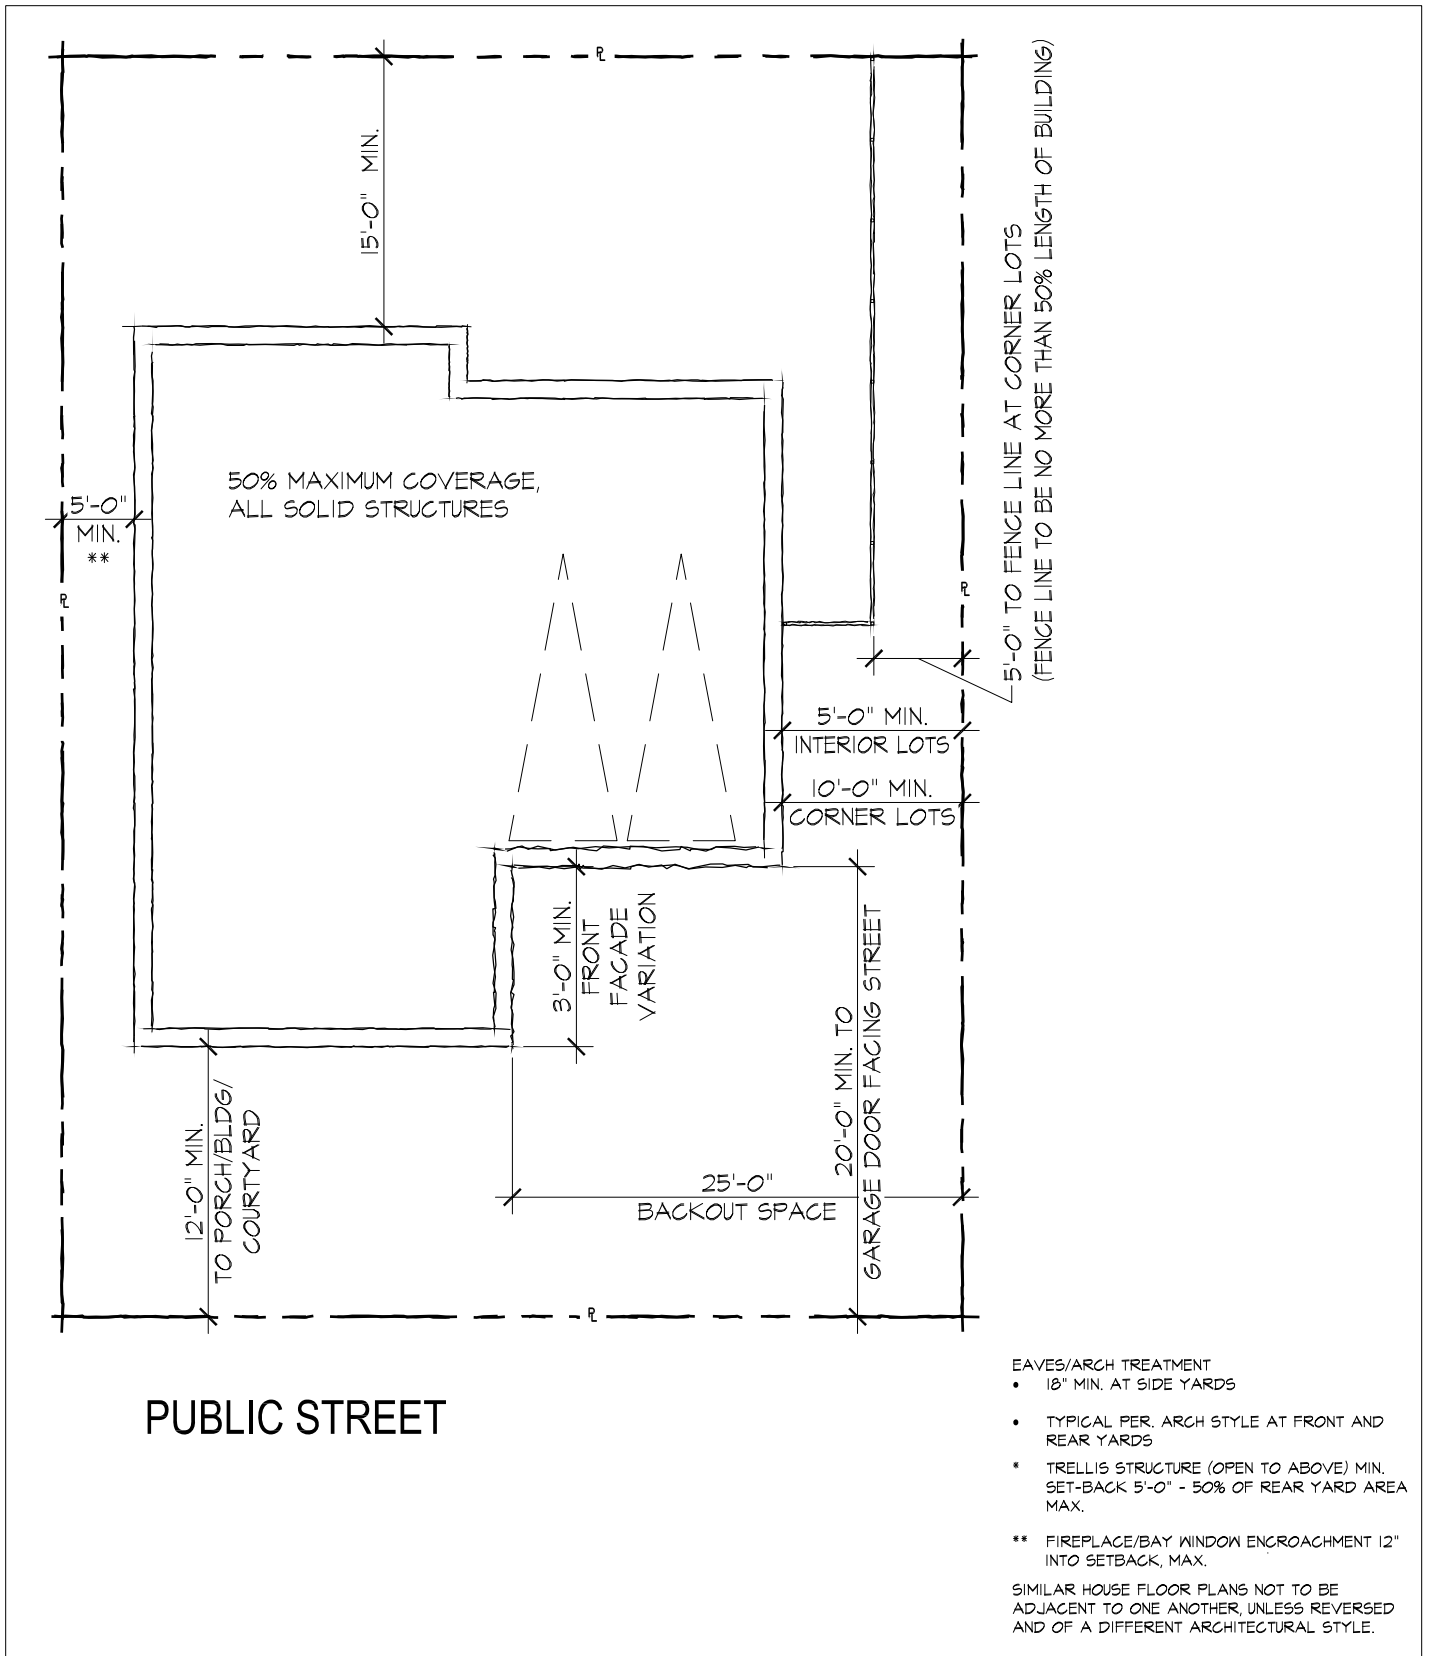 ℄
15'-0" MIN.
5'-0" TO FENCE LINE AT CORNER LOTS
(FENCE LINE TO BE NO MORE THAN 50% LENGTH OF BUILDING)
50% MAXIMUM COVERAGE,
ALL SOLID STRUCTURES
5'-0"
MIN.
**
PL
PL
5'-0" MIN.
INTERIOR LOTS
10'-0" MIN.
CORNER LOTS
3'-0" MIN.
FRONT
FACADE
VARIATION
20'-0" MIN. TO
GARAGE DOOR FACING STREET
12'-0" MIN.
TO PORCH/BLDG/
COURTYARD
25'-0"
BACKOUT SPACE
PL
PUBLIC STREET
EAVES/ARCH TREATMENT
• 18" MIN. AT SIDE YARDS
• TYPICAL PER. ARCH STYLE AT FRONT AND
REAR YARDS
* TRELLIS STRUCTURE (OPEN TO ABOVE) MIN.
SET-BACK 5'-0" - 50% OF REAR YARD AREA
MAX.
** FIREPLACE/BAY WINDOW ENCROACHMENT 12"
INTO SETBACK, MAX.
SIMILAR HOUSE FLOOR PLANS NOT TO BE
ADJACENT TO ONE ANOTHER, UNLESS REVERSED
AND OF A DIFFERENT ARCHITECTURAL STYLE.